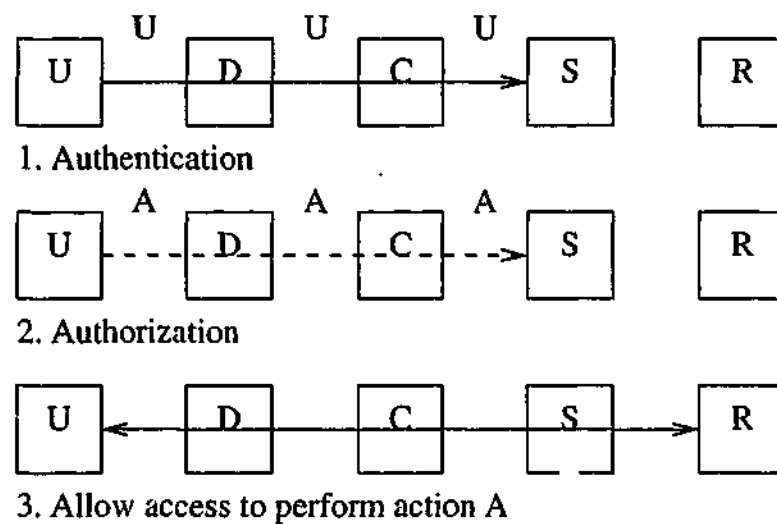 U U U
U D C S R
1. Authentication
A A A
U D C S R
2. Authorization
U D C S R
3. Allow access to perform action A